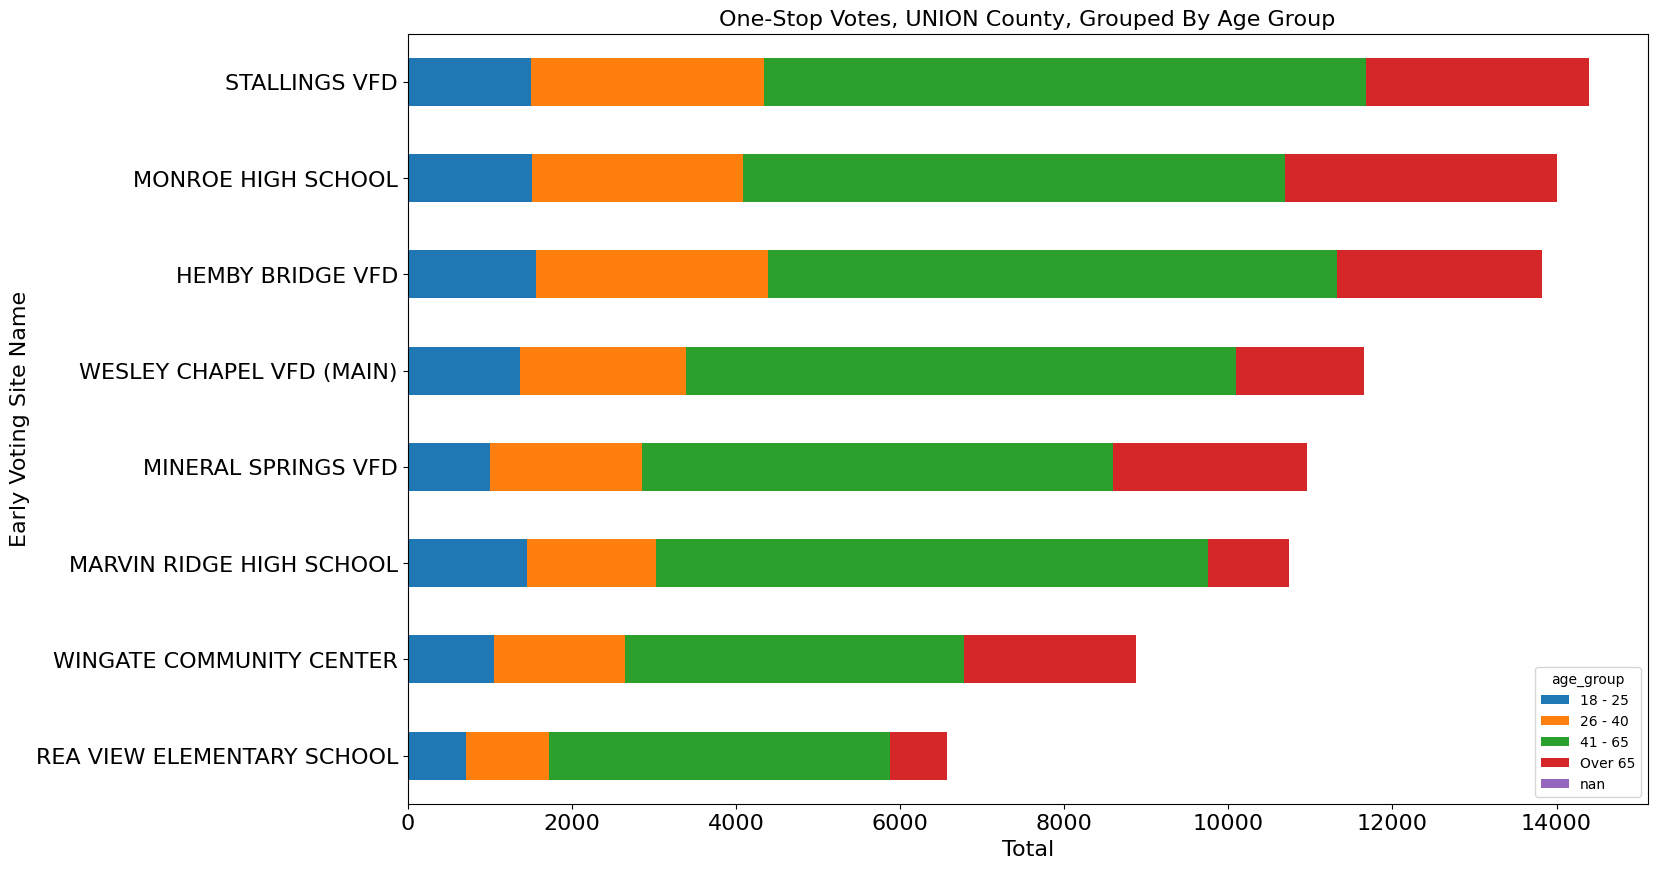 One-Stop Votes, UNION County, Grouped By Age Group
Early Voting Site Name
STALLINGS VFD
MONROE HIGH SCHOOL
HEMBY BRIDGE VFD
WESLEY CHAPEL VFD (MAIN)
MINERAL SPRINGS VFD
MARVIN RIDGE HIGH SCHOOL
WINGATE COMMUNITY CENTER
REA VIEW ELEMENTARY SCHOOL
age_group
18 - 25
26 - 40
41 - 65
Over 65
nan
0 2000 4000 6000 8000 10000 12000 14000
Total